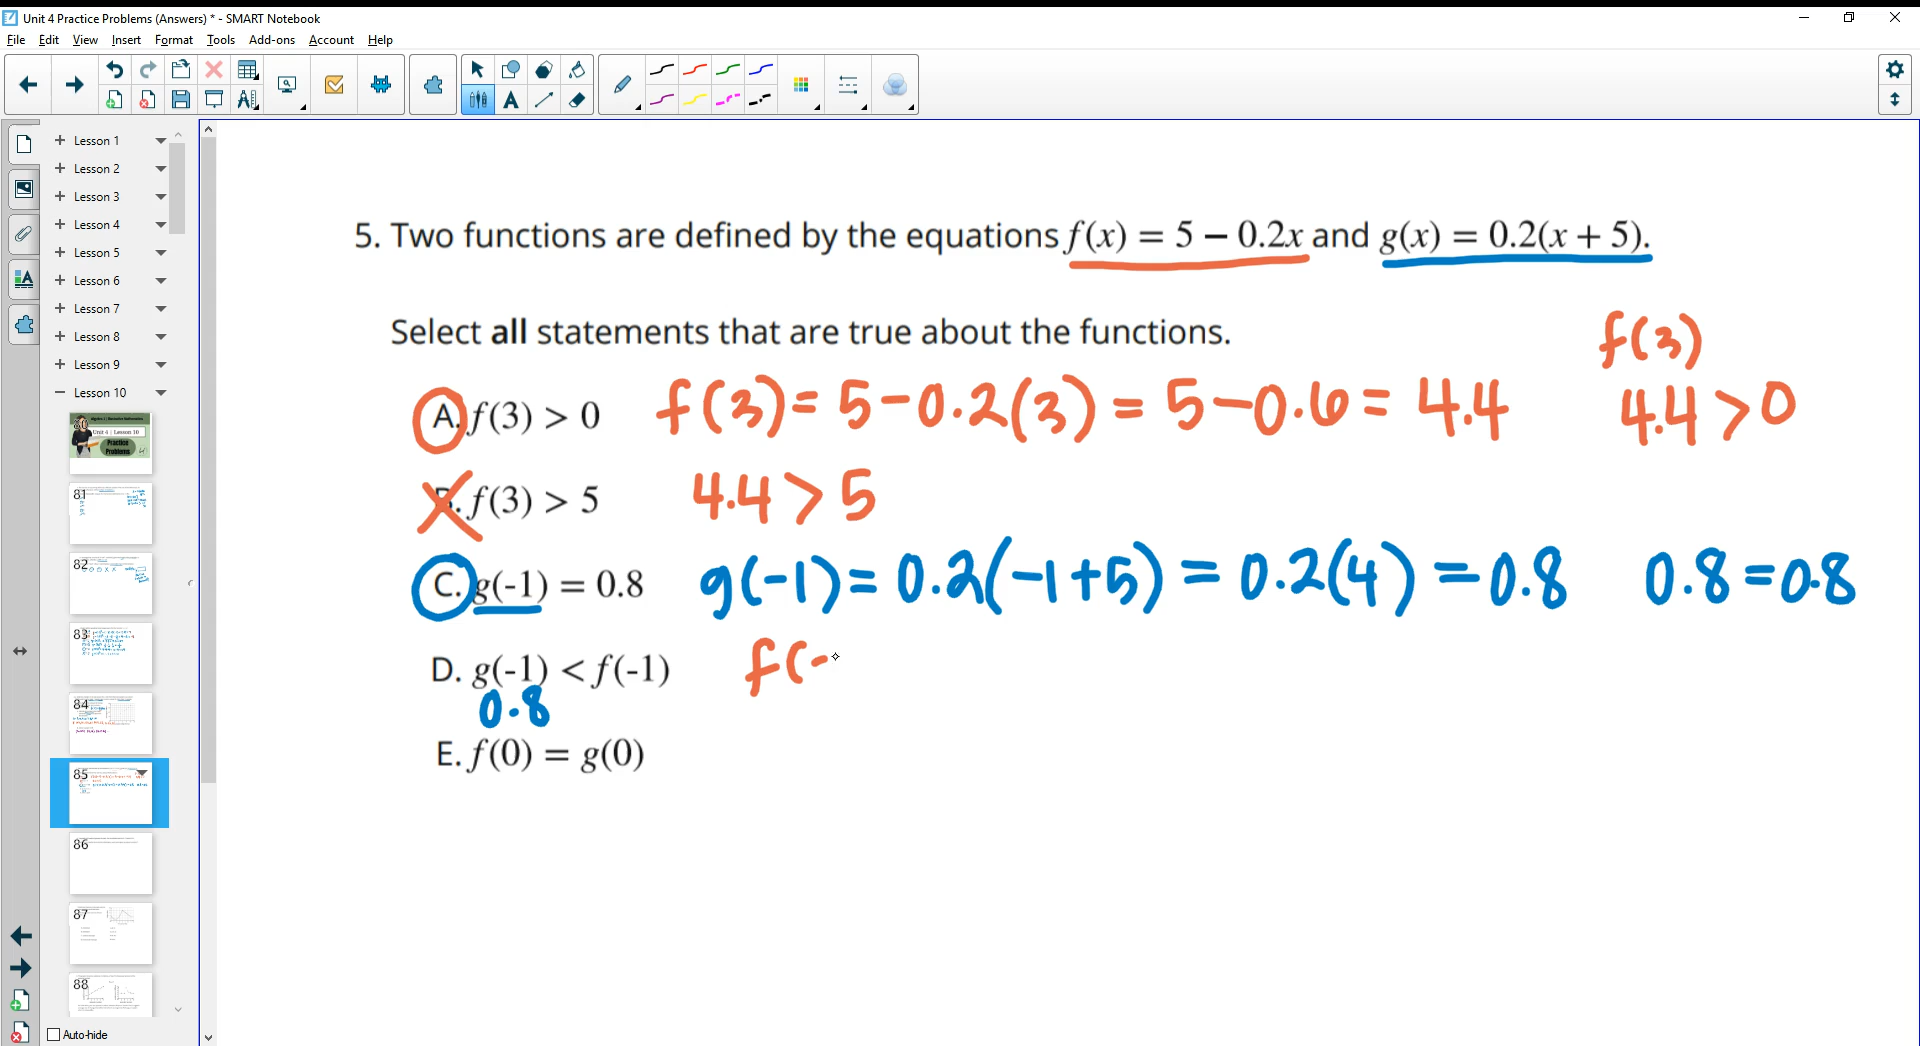 Unit 4 Practice Problems (Answers) * - SMART Notebook
File Edit View Insert Format Tools Add-ons Account Help
Lesson 1
Lesson 2
Lesson 3
Lesson 4
Lesson 5
Lesson 6
Lesson 7
Lesson 8
Lesson 9
Lesson 10
Unit 4 | Lesson 10
Practice
Problems
81
82
83
84
85
86
87
88
Auto-hide
5. Two functions are defined by the equations f(x) = 5 – 0.2x and g(x) = 0.2(x + 5).
Select all statements that are true about the functions.
f(3)
A. f(3) > 0 f(3) = 5-0.2(3) = 5-0.6 = 4.4 4.4 > 0
. f(3) > 5 4.4 > 5
C. g(-1) = 0.8 g(-1) = 0.2(-1+5) = 0.2(4) = 0.8 0.8 = 0.8
D. g(-1) < f(-1) f(-
0.8
E. f(0) = g(0)